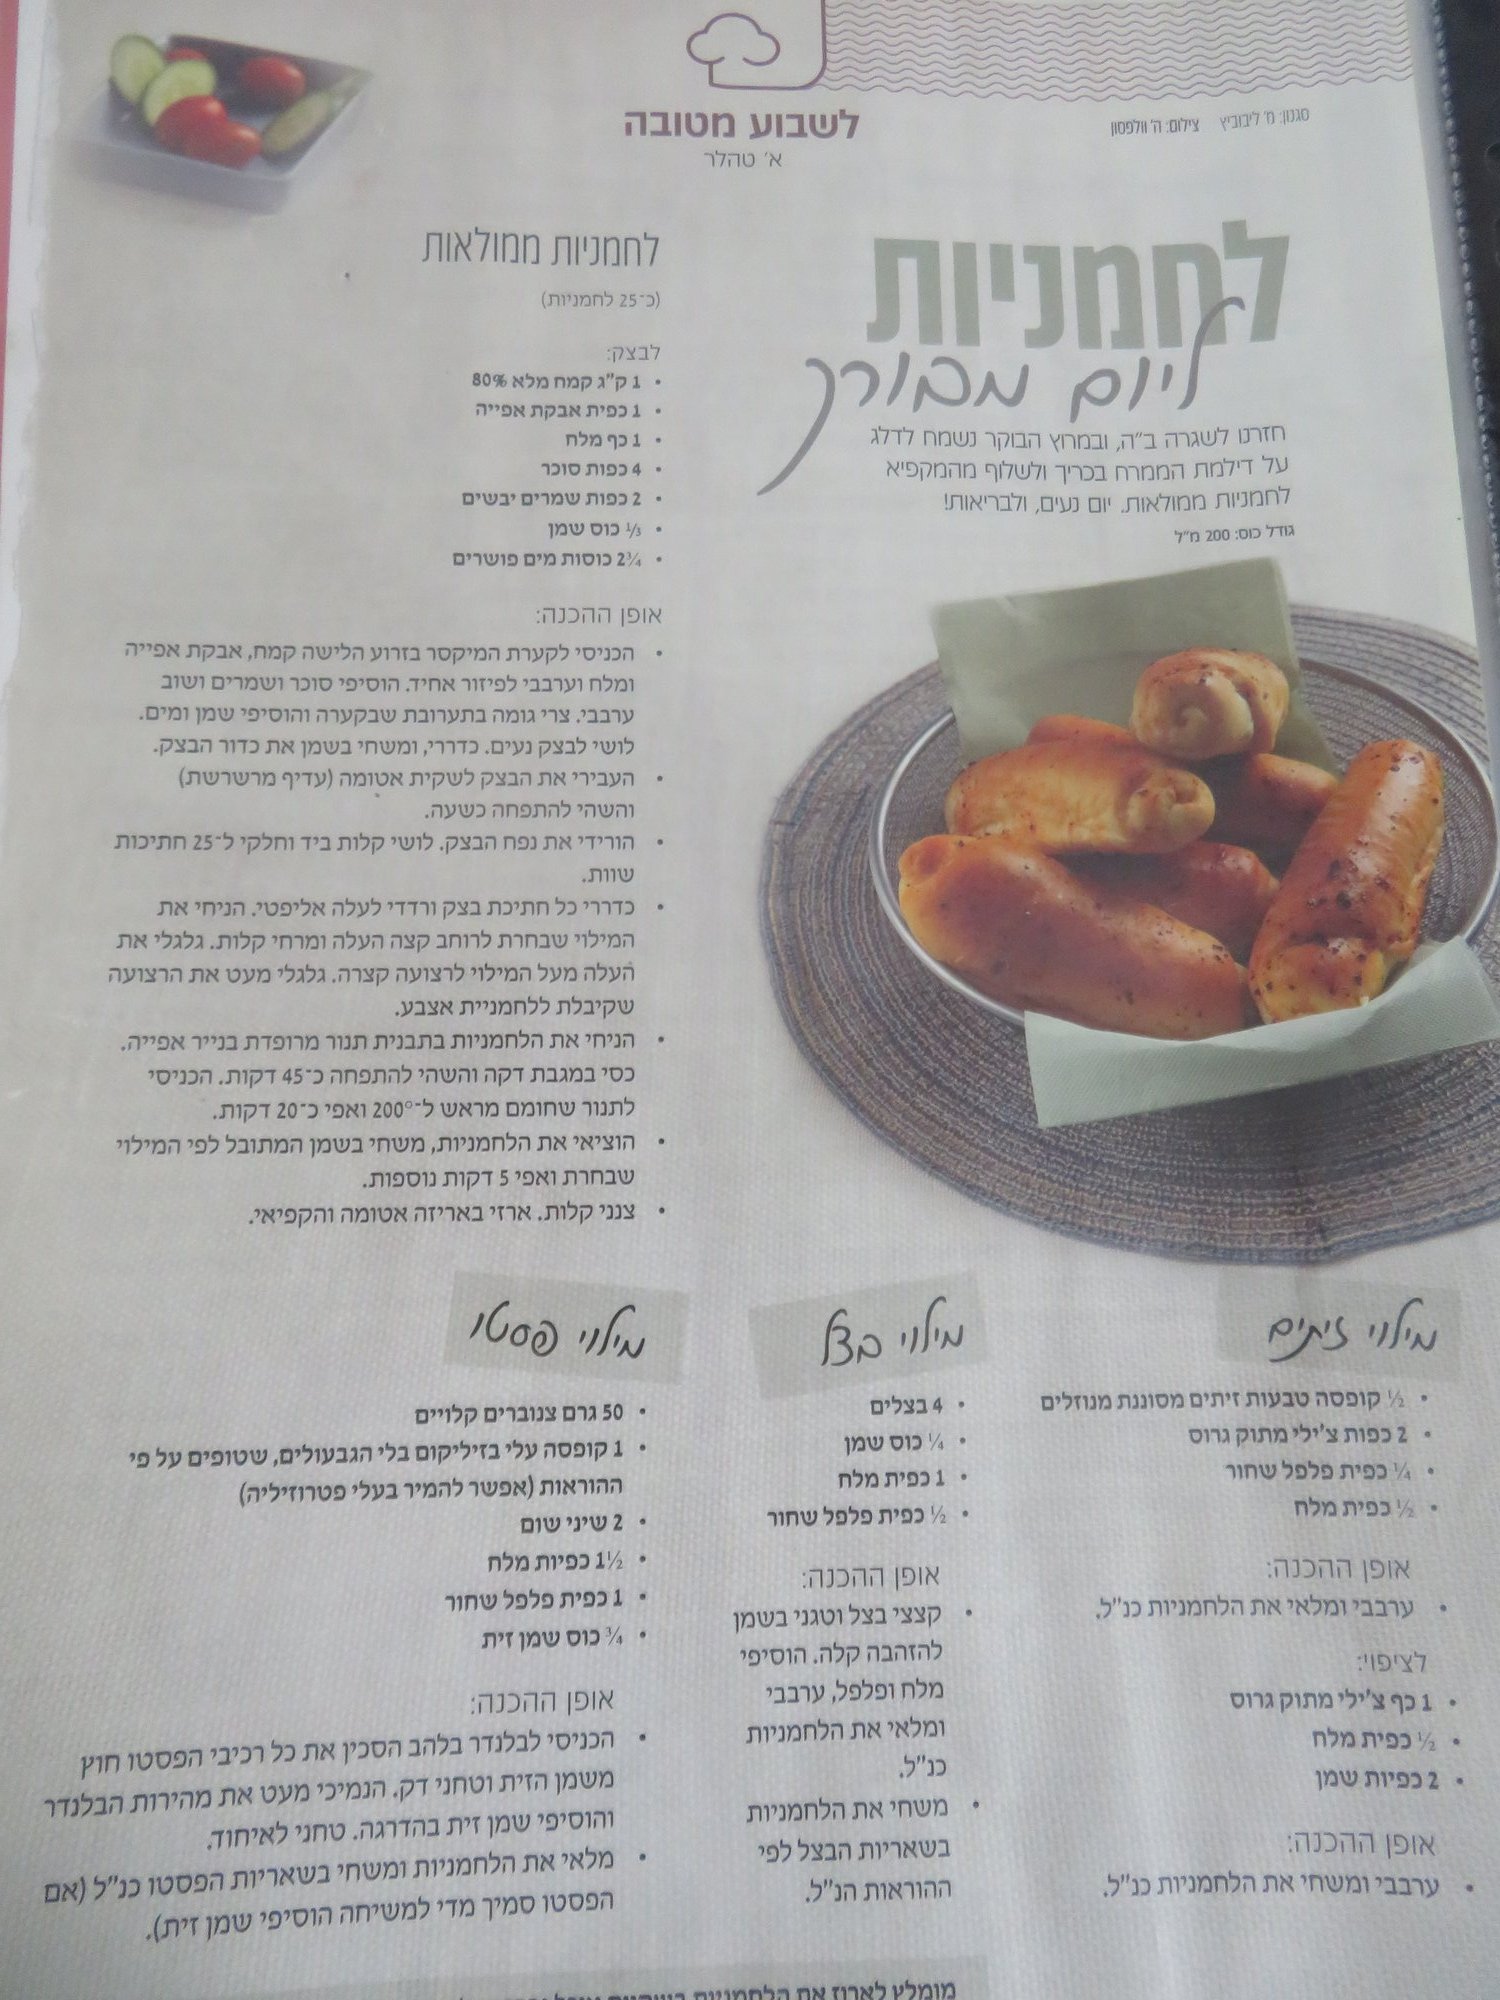 לשבוע מטובה
א׳ טהלר
סגנון: מ׳ ליבוביץ צילום: ה׳ וולפסון
לחמניות
ליום מבורך
חזרנו לשגרה ב״ה, ובמרוץ הבוקר נשמח לדלג
על דילמת הממרח בכריך ולשלוף מהמקפיא
לחמניות ממולאות. יום נעים, ולבריאות!
גודל כוס: 200 מ״ל
לחמניות ממולאות
(כ־25 לחמניות)
לבצק:
• 1 ק״ג קמח מלא 80%
• 1 כפית אבקת אפייה
• 1 כף מלח
• 4 כפות סוכר
• 2 כפות שמרים יבשים
• ⅓ כוס שמן
• 2¾ כוסות מים פושרים
אופן ההכנה:
• הכניסי לקערת המיקסר בזרוע הלישה קמח, אבקת אפייה
ומלח וערבבי לפיזור אחיד. הוסיפי סוכר ושמרים ושוב
ערבבי. צרי גומה בתערובת שבקערה והוסיפי שמן ומים.
לושי לבצק נעים. כדררי, ומשחי בשמן את כדור הבצק.
• העבירי את הבצק לשקית אטומה (עדיף מרשרשת)
והשהי להתפחה כשעה.
• הורידי את נפח הבצק. לושי קלות ביד וחלקי ל־25 חתיכות
שוות.
• כדררי כל חתיכת בצק ורדדי לעלה אליפטי. הניחי את
המילוי שבחרת לרוחב קצה העלה ומרחי קלות. גלגלי את
העלה מעל המילוי לרצועה קצרה. גלגלי מעט את הרצועה
שקיבלת ללחמניית אצבע.
• הניחי את הלחמניות בתבנית תנור מרופדת בנייר אפייה.
כסי במגבת דקה והשהי להתפחה כ־45 דקות. הכניסי
לתנור שחומם מראש ל־200° ואפי כ־20 דקות.
• הוציאי את הלחמניות, משחי בשמן המתובל לפי המילוי
שבחרת ואפי 5 דקות נוספות.
• צנני קלות. ארזי באריזה אטומה והקפיאי.
מילוי זיתים
• ½ קופסה טבעות זיתים מסוננת מנוזלים
• 2 כפות צ׳ילי מתוק גרוס
• ¼ כפית פלפל שחור
• ½ כפית מלח
אופן ההכנה:
• ערבבי ומלאי את הלחמניות כנ״ל.
לציפוי:
• 1 כף צ׳ילי מתוק גרוס
• ½ כפית מלח
• 2 כפיות שמן
אופן ההכנה:
• ערבבי ומשחי את הלחמניות כנ״ל.
מילוי בצל
• 4 בצלים
• ¼ כוס שמן
• 1 כפית מלח
• ½ כפית פלפל שחור
אופן ההכנה:
• קצצי בצל וטגני בשמן
להזהבה קלה. הוסיפי
מלח ופלפל, ערבבי
ומלאי את הלחמניות
כנ״ל.
• משחי את הלחמניות
בשאריות הבצל לפי
ההוראות הנ״ל.
מילוי פסטו
• 50 גרם צנוברים קלויים
• 1 קופסה עלי בזיליקום בלי הגבעולים, שטופים על פי
ההוראות (אפשר להמיר בעלי פטרוזיליה)
• 2 שיני שום
• 1½ כפיות מלח
• 1 כפית פלפל שחור
• ¾ כוס שמן זית
אופן ההכנה:
• הכניסי לבלנדר בלהב הסכין את כל רכיבי הפסטו חוץ
משמן הזית וטחני דק. הנמיכי מעט את מהירות הבלנדר
והוסיפי שמן זית בהדרגה. טחני לאיחוד.
• מלאי את הלחמניות ומשחי בשאריות הפסטו כנ״ל (אם
הפסטו סמיך מדי למשיחה הוסיפי שמן זית).
מומלץ לארוז את הלחמניות